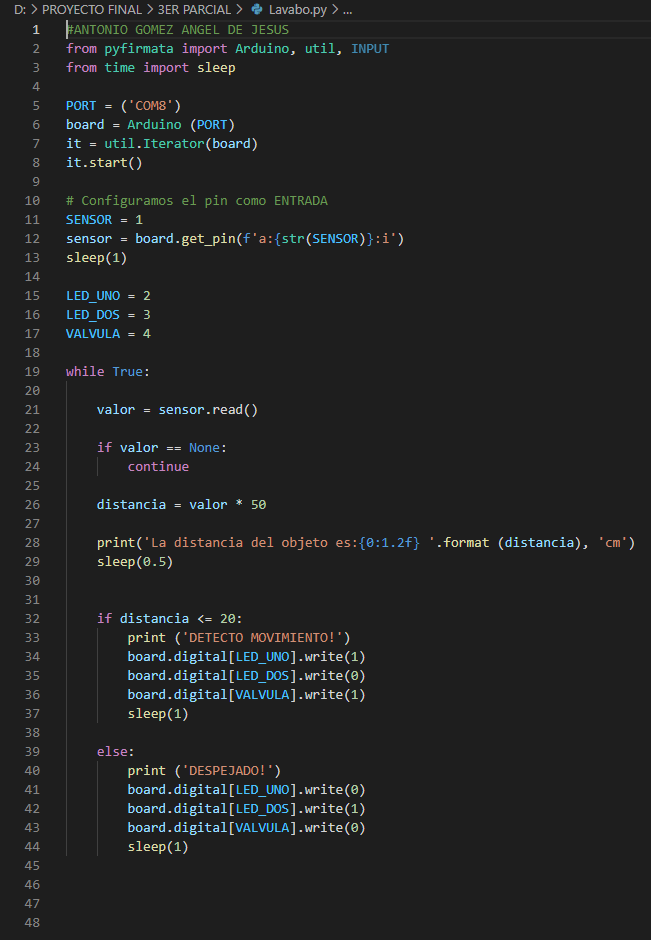 D: > PROYECTO FINAL > 3ER PARCIAL > Lavabo.py > ...
1 #ANTONIO GOMEZ ANGEL DE JESUS
2 from pyfirmata import Arduino, util, INPUT
3 from time import sleep
4
5 PORT = ('COM8')
6 board = Arduino (PORT)
7 it = util.Iterator(board)
8 it.start()
9
10 # Configuramos el pin como ENTRADA
11 SENSOR = 1
12 sensor = board.get_pin(f'a:{str(SENSOR)}:i')
13 sleep(1)
14
15 LED_UNO = 2
16 LED_DOS = 3
17 VALVULA = 4
18
19 while True:
20
21     valor = sensor.read()
22
23     if valor == None:
24         continue
25
26     distancia = valor * 50
27
28     print('La distancia del objeto es:{0:1.2f} '.format (distancia), 'cm')
29     sleep(0.5)
30
31
32     if distancia <= 20:
33         print ('DETECTO MOVIMIENTO!')
34         board.digital[LED_UNO].write(1)
35         board.digital[LED_DOS].write(0)
36         board.digital[VALVULA].write(1)
37         sleep(1)
38
39     else:
40         print ('DESPEJADO!')
41         board.digital[LED_UNO].write(0)
42         board.digital[LED_DOS].write(1)
43         board.digital[VALVULA].write(0)
44         sleep(1)
45
46
47
48